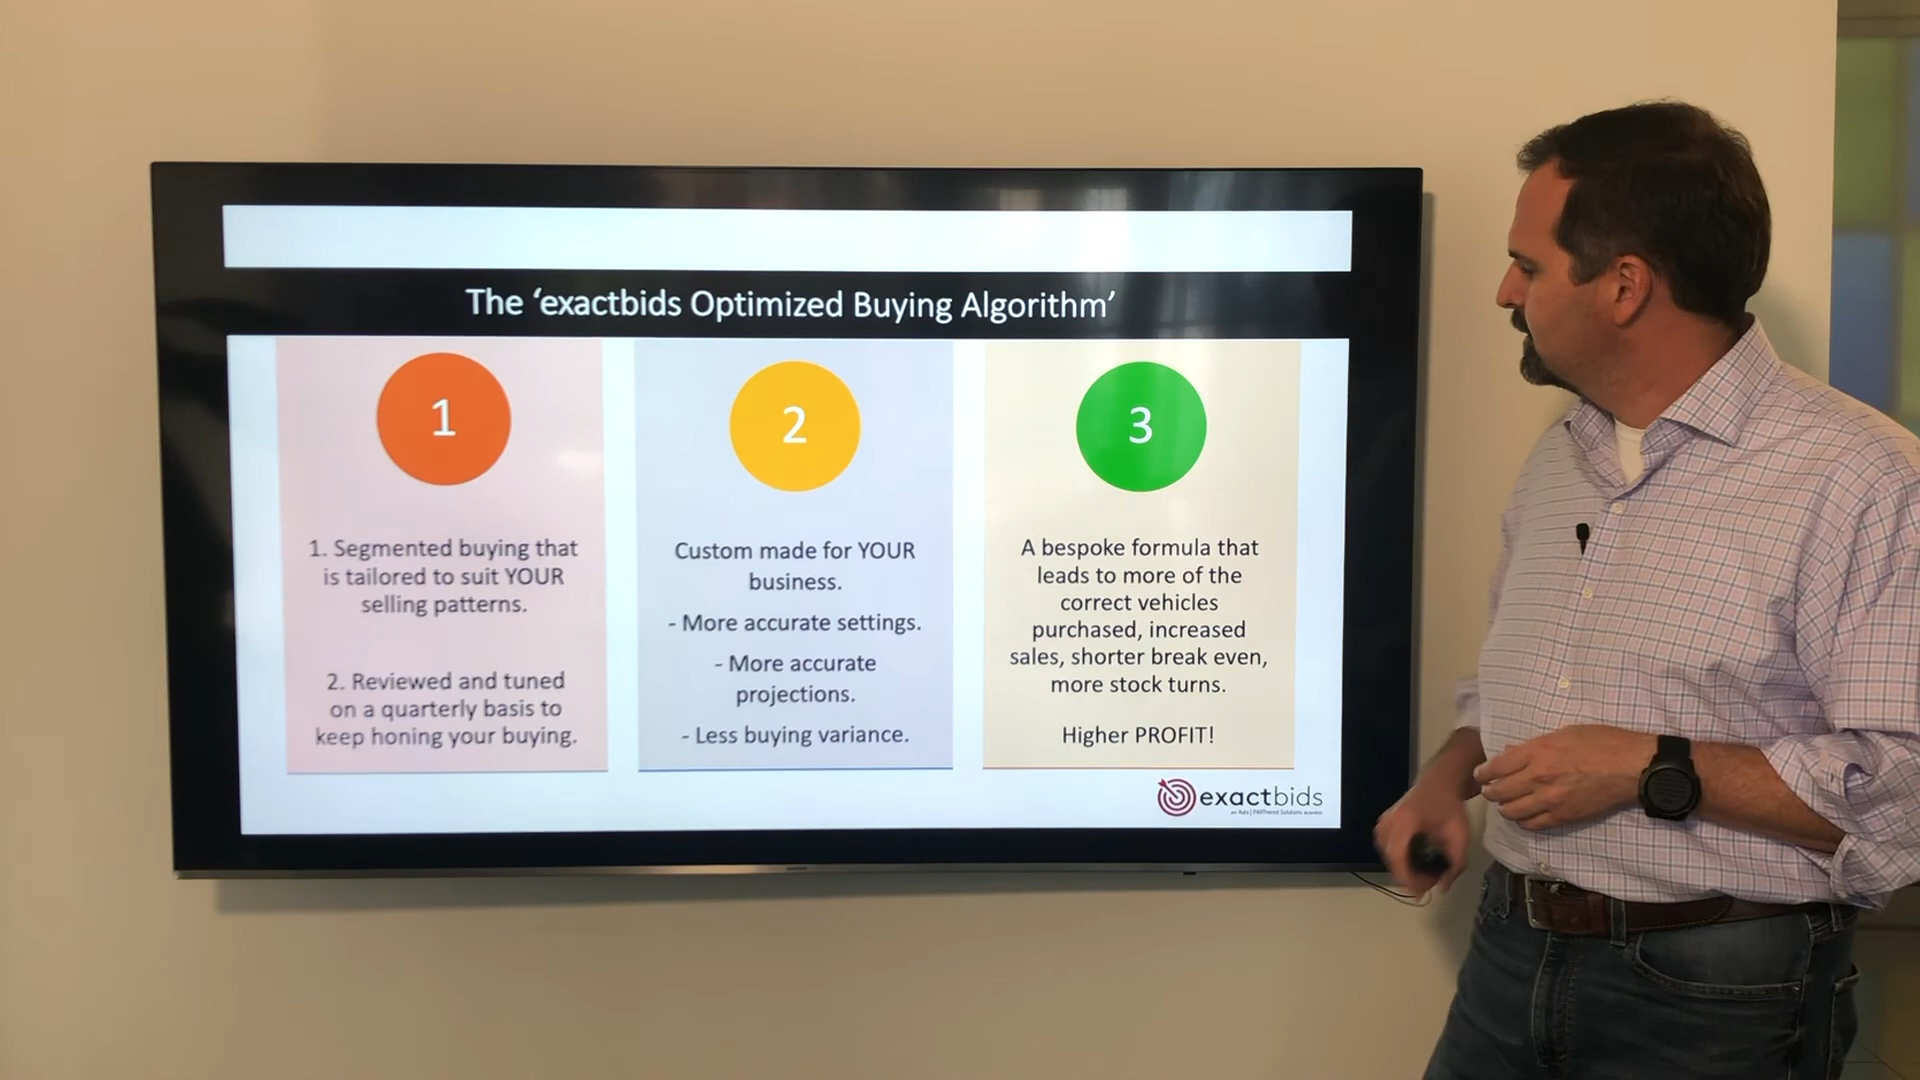 The ‘exactbids Optimized Buying Algorithm’
1
1. Segmented buying that
is tailored to suit YOUR
selling patterns.
2. Reviewed and tuned
on a quarterly basis to
keep honing your buying.
2
Custom made for YOUR
business.
- More accurate settings.
- More accurate
projections.
- Less buying variance.
3
A bespoke formula that
leads to more of the
correct vehicles
purchased, increased
sales, shorter break even,
more stock turns.
Higher PROFIT!
exactbids